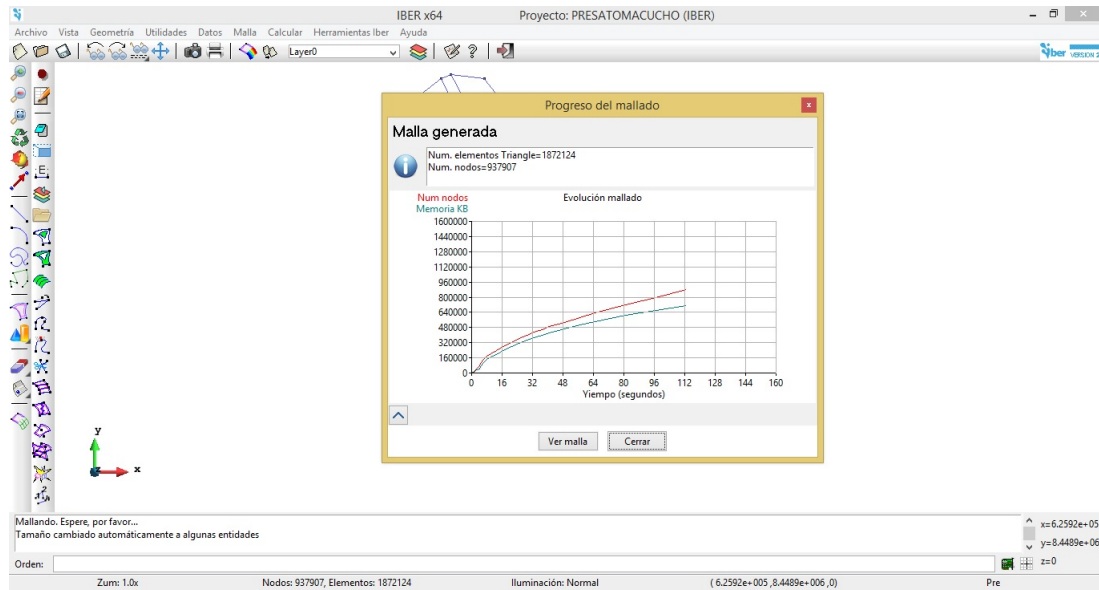 IBER x64 Proyecto: PRESATOMACUCHO (IBER)
Archivo Vista Geometría Utilidades Datos Malla Calcular Herramientas Iber Ayuda
Layer0
iber VERSION 2
Progreso del mallado
Malla generada
Num. elementos Triangle=1872124
Num. nodos=937907
Num nodos
Memoria KB
Evolución mallado
1600000
1440000
1280000
1120000
960000
800000
640000
480000
320000
160000
0
0 16 32 48 64 80 96 112 128 144 160
Yiempo (segundos)
Ver malla Cerrar
E
y
x
Mallando. Espere, por favor...
Tamaño cambiado automáticamente a algunas entidades
x=6.2592e+05
y=8.4489e+06
z=0
Orden:
Zum: 1.0x Nodos: 937907, Elementos: 1872124 Iluminación: Normal ( 6.2592e+005 ,8.4489e+006 ,0) Pre